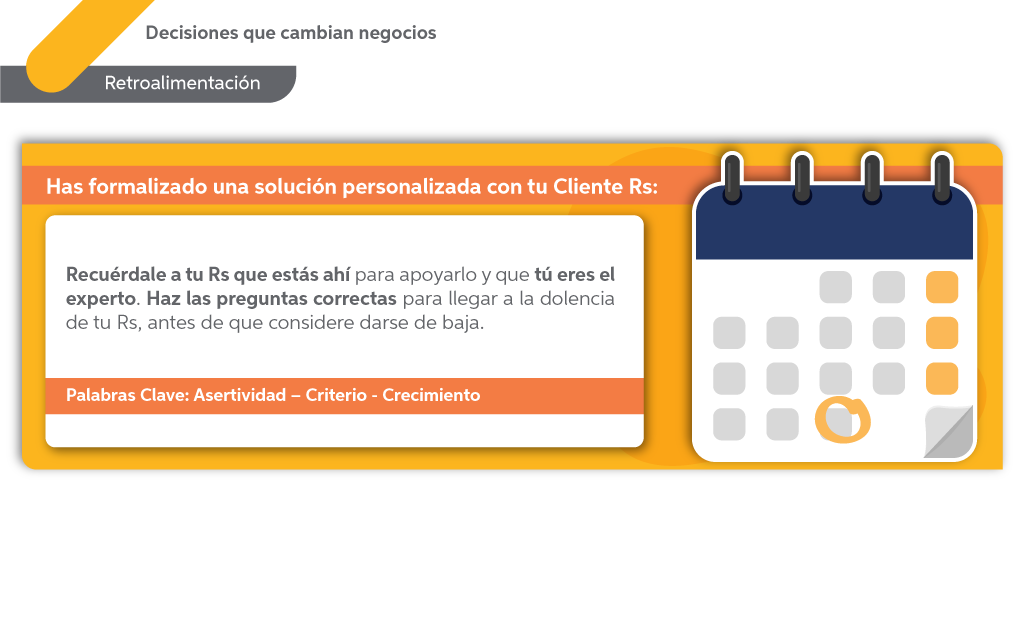 Decisiones que cambian negocios
Retroalimentación
Has formalizado una solución personalizada con tu Cliente Rs:
Recuérdale a tu Rs que estás ahí para apoyarlo y que tú eres el
experto. Haz las preguntas correctas para llegar a la dolencia
de tu Rs, antes de que considere darse de baja.
Palabras Clave: Asertividad – Criterio - Crecimiento